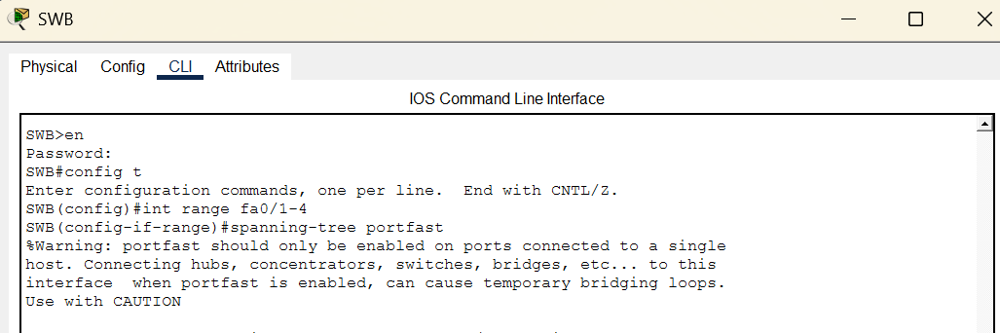 SWB
Physical Config CLI Attributes
IOS Command Line Interface
SWB>en
Password:
SWB#config t
Enter configuration commands, one per line.  End with CNTL/Z.
SWB(config)#int range fa0/1-4
SWB(config-if-range)#spanning-tree portfast
%Warning: portfast should only be enabled on ports connected to a single
host. Connecting hubs, concentrators, switches, bridges, etc... to this
interface  when portfast is enabled, can cause temporary bridging loops.
Use with CAUTION